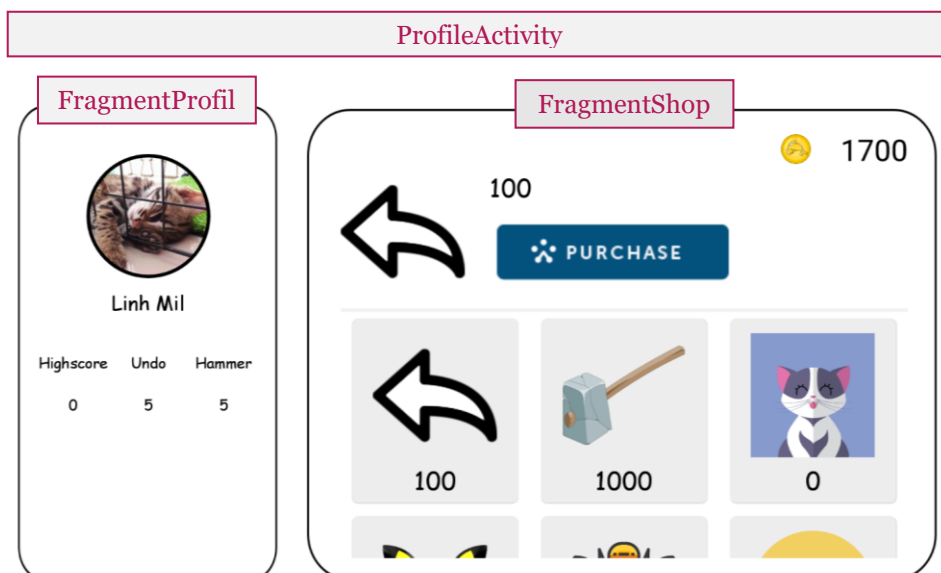 ProfileActivity
FragmentProfil
Linh Mil
Highscore Undo Hammer
0 5 5
FragmentShop
1700
100
PURCHASE
100 1000 0